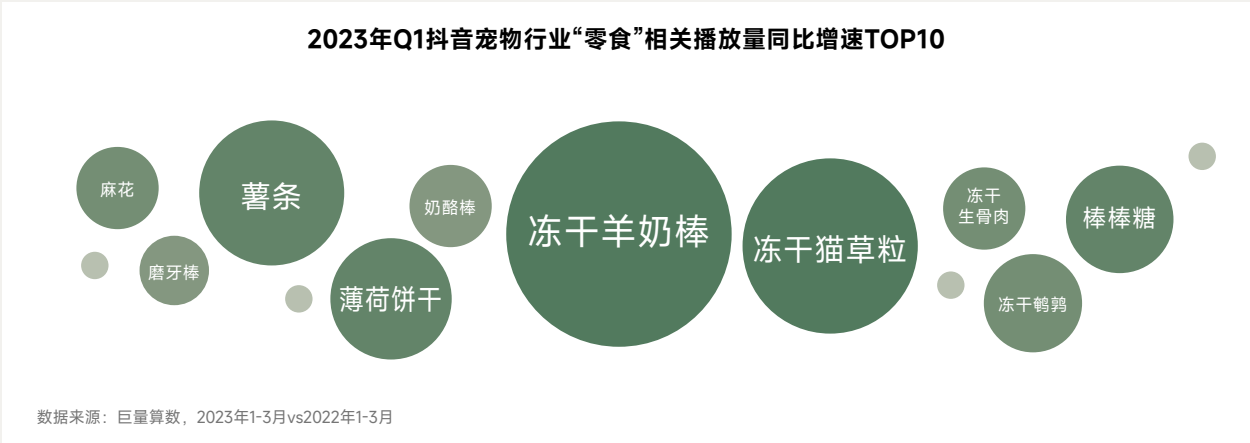 2023年Q1抖音宠物行业“零食”相关播放量同比增速TOP10
麻花
薯条
奶酪棒
磨牙棒
薄荷饼干
冻干羊奶棒
冻干猫草粒
冻干
生骨肉
棒棒糖
冻干鹌鹑
数据来源：巨量算数，2023年1-3月vs2022年1-3月